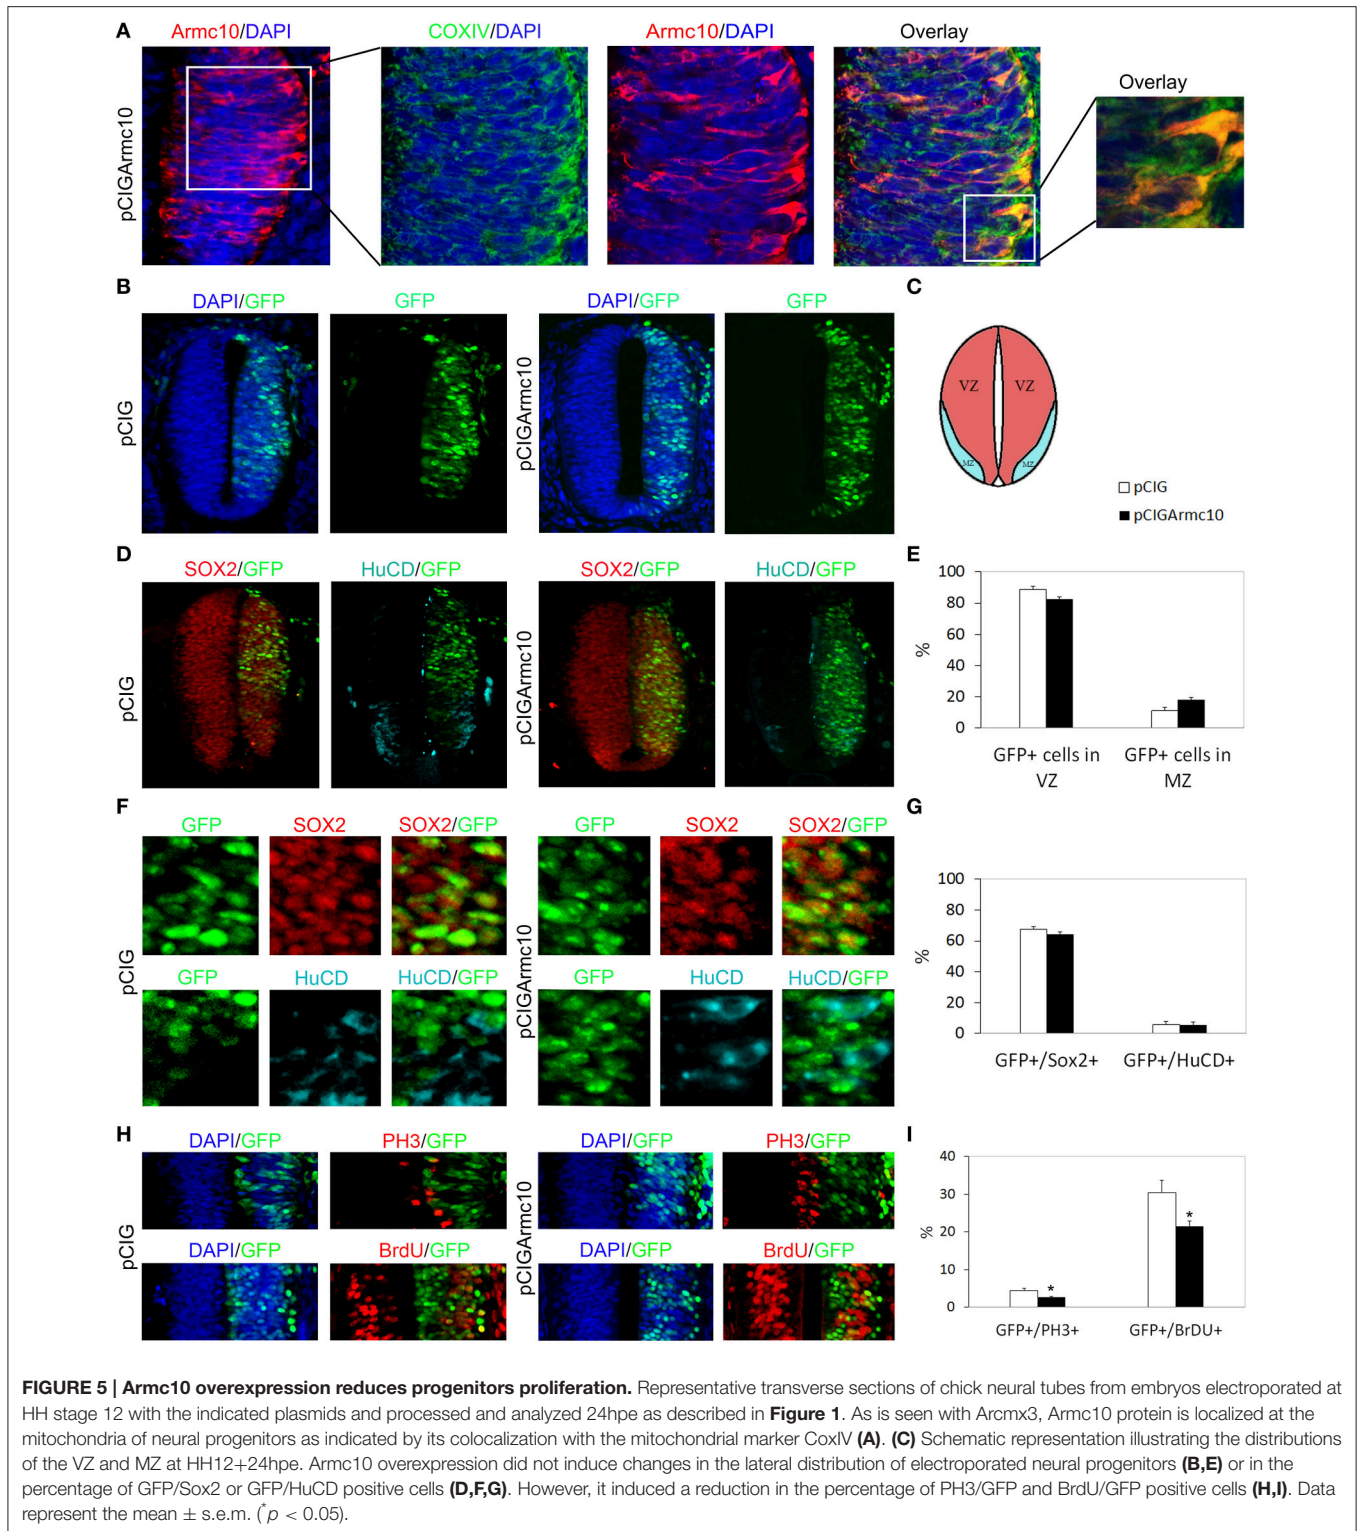 A
Armc10/DAPI
COXIV/DAPI
Armc10/DAPI
Overlay
Overlay
pCIGArmc10
B
DAPI/GFP
GFP
DAPI/GFP
GFP
pCIG
pCIGArmc10
C
VZ
VZ
MZ
MZ
pCIG
pCIGArmc10
D
SOX2/GFP
HuCD/GFP
SOX2/GFP
HuCD/GFP
pCIG
pCIGArmc10
E
100
80
60
40
20
0
%
GFP+ cells in
VZ
GFP+ cells in
MZ
F
GFP
SOX2
SOX2/GFP
GFP
SOX2
SOX2/GFP
pCIG
pCIGArmc10
GFP
HuCD
HuCD/GFP
GFP
HuCD
HuCD/GFP
G
100
80
60
40
20
0
%
GFP+/Sox2+
GFP+/HuCD+
H
DAPI/GFP
PH3/GFP
DAPI/GFP
PH3/GFP
pCIG
pCIGArmc10
DAPI/GFP
BrdU/GFP
DAPI/GFP
BrdU/GFP
I
40
30
20
10
0
%
*
*
GFP+/PH3+
GFP+/BrDU+
FIGURE 5 | Armc10 overexpression reduces progenitors proliferation. Representative transverse sections of chick neural tubes from embryos electroporated at
HH stage 12 with the indicated plasmids and processed and analyzed 24hpe as described in Figure 1. As is seen with Arcmx3, Armc10 protein is localized at the
mitochondria of neural progenitors as indicated by its colocalization with the mitochondrial marker CoxIV (A). (C) Schematic representation illustrating the distributions
of the VZ and MZ at HH12+24hpe. Armc10 overexpression did not induce changes in the lateral distribution of electroporated neural progenitors (B,E) or in the
percentage of GFP/Sox2 or GFP/HuCD positive cells (D,F,G). However, it induced a reduction in the percentage of PH3/GFP and BrdU/GFP positive cells (H,I). Data
represent the mean ± s.e.m. (*p < 0.05).